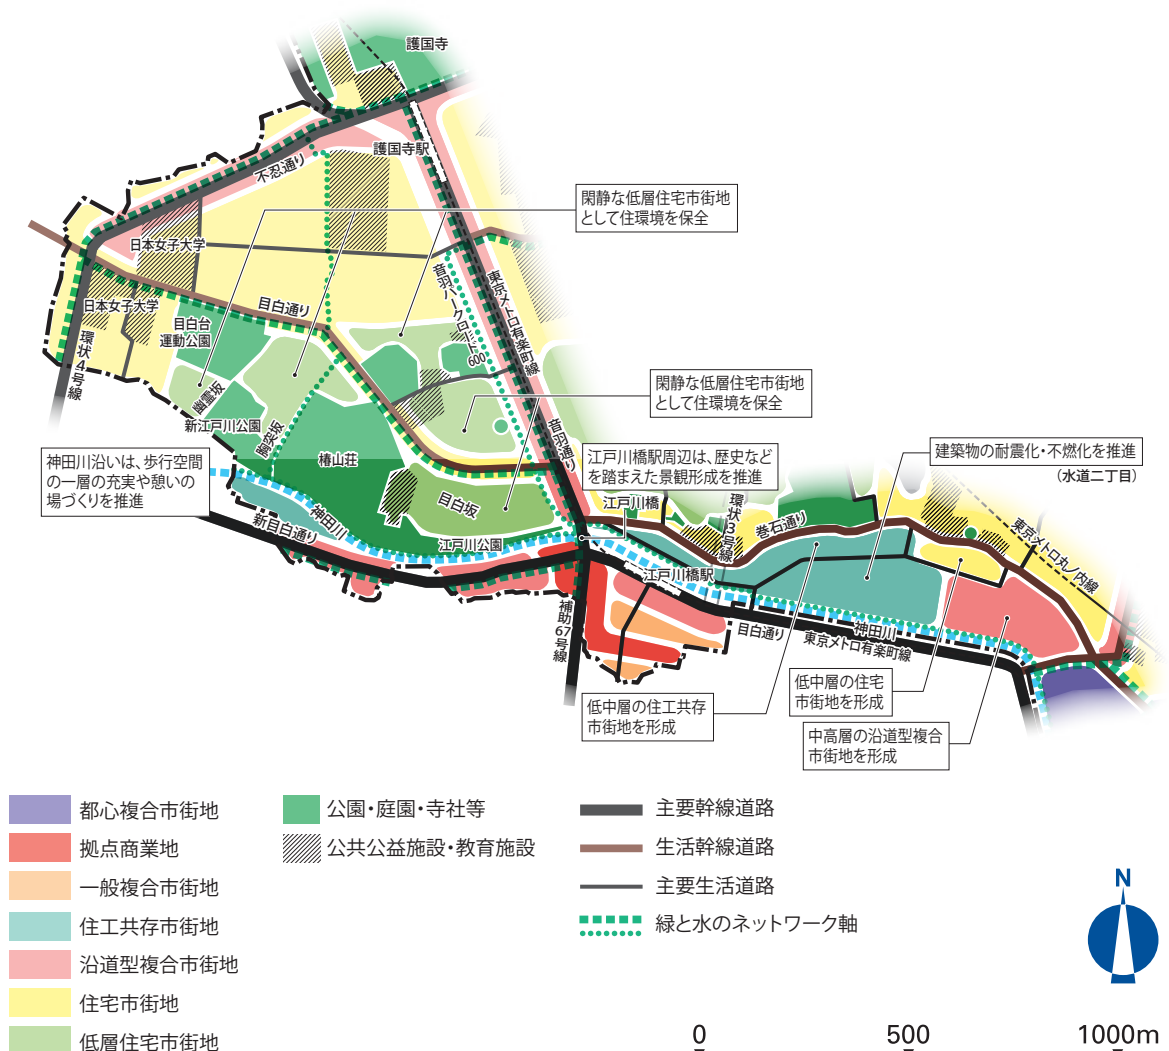 護国寺
護国寺駅
不忍通り
閑静な低層住宅市街地
として住環境を保全
日本女子大学
音羽パークロード600
東京メトロ有楽町線
日本女子大学
目白通り
目白台
運動公園
環状4号線
幽霊坂
新江戸川公園
胸突坂
閑静な低層住宅市街地
として住環境を保全
音羽通り
椿山荘
神田川沿いは、歩行空間
の一層の充実や憩いの
場づくりを推進
江戸川橋駅周辺は、歴史など
を踏まえた景観形成を推進
建築物の耐震化・不燃化を推進
（水道二丁目）
目白坂
江戸川橋
環状3号線
巻石通り
新目白通り
神田川
江戸川公園
東京メトロ丸ノ内線
江戸川橋駅
補助67号線
目白通り
神田川
東京メトロ有楽町線
低中層の住工共存
市街地を形成
低中層の住宅
市街地を形成
中高層の沿道型複合
市街地を形成
都心複合市街地
拠点商業地
一般複合市街地
住工共存市街地
沿道型複合市街地
住宅市街地
低層住宅市街地
公園・庭園・寺社等
公共公益施設・教育施設
主要幹線道路
生活幹線道路
主要生活道路
緑と水のネットワーク軸
N
0 500 1000m